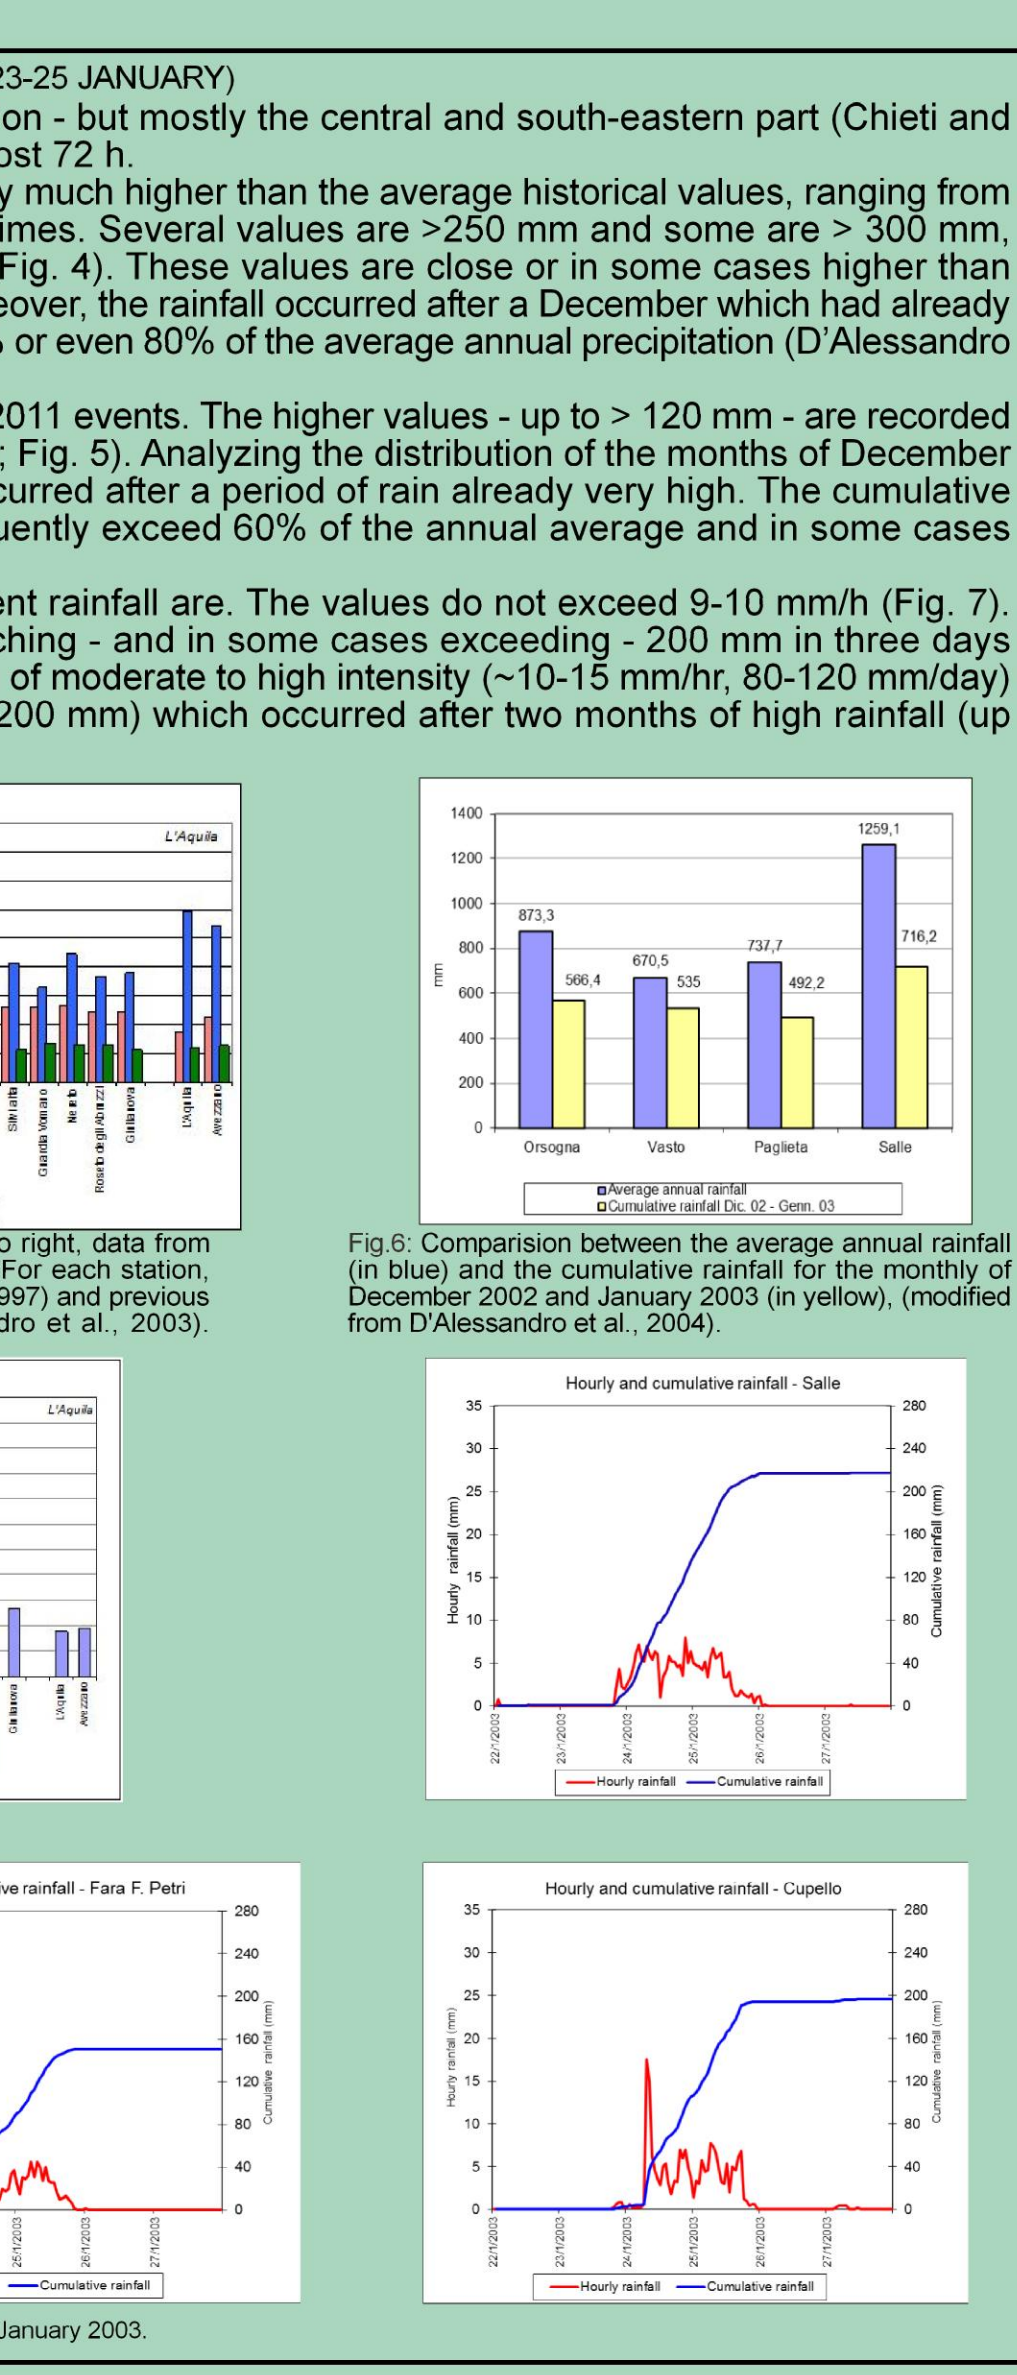 23-25 JANUARY)
on - but mostly the central and south-eastern part (Chieti and
ost 72 h.
y much higher than the average historical values, ranging from
imes. Several values are >250 mm and some are > 300 mm,
Fig. 4). These values are close or in some cases higher than
eover, the rainfall occurred after a December which had already
% or even 80% of the average annual precipitation (D'Alessandro
2011 events. The higher values - up to > 120 mm - are recorded
; Fig. 5). Analyzing the distribution of the months of December
curred after a period of rain already very high. The cumulative
uently exceed 60% of the annual average and in some cases
ent rainfall are. The values do not exceed 9-10 mm/h (Fig. 7).
ching - and in some cases exceeding - 200 mm in three days
of moderate to high intensity (~10-15 mm/hr, 80-120 mm/day)
200 mm) which occurred after two months of high rainfall (up
L'Aquila
Silvi alta
Guardia Vomano
Nereto
Roseto degli Abruzzi
Giulianova
L'Aquila
Avezzano
1400
1200
1000
800
600
400
200
0
mm
873,3
566,4
670,5
535
737,7
492,2
1259,1
716,2
Orsogna
Vasto
Paglieta
Salle
Average annual rainfall
Cumulative rainfall Dic. 02 - Genn. 03
o right, data from
For each station,
997) and previous
dro et al., 2003).
Fig.6: Comparision between the average annual rainfall
(in blue) and the cumulative rainfall for the monthly of
December 2002 and January 2003 (in yellow), (modified
from D'Alessandro et al., 2004).
L'Aquila
Giulianova
L'Aquila
Avezzano
Hourly and cumulative rainfall - Salle
35
30
25
20
15
10
5
0
Hourly rainfall (mm)
280
240
200
160
120
80
40
0
Cumulative rainfall (mm)
22/1/2003
23/1/2003
24/1/2003
25/1/2003
26/1/2003
27/1/2003
Hourly rainfall Cumulative rainfall
ve rainfall - Fara F. Petri
280
240
200
160
120
80
40
0
Cumulative rainfall (mm)
25/1/2003
26/1/2003
27/1/2003
Cumulative rainfall
Hourly and cumulative rainfall - Cupello
35
30
25
20
15
10
5
0
Hourly rainfall (mm)
280
240
200
160
120
80
40
0
Cumulative rainfall (mm)
22/1/2003
23/1/2003
24/1/2003
25/1/2003
26/1/2003
27/1/2003
Hourly rainfall Cumulative rainfall
January 2003.